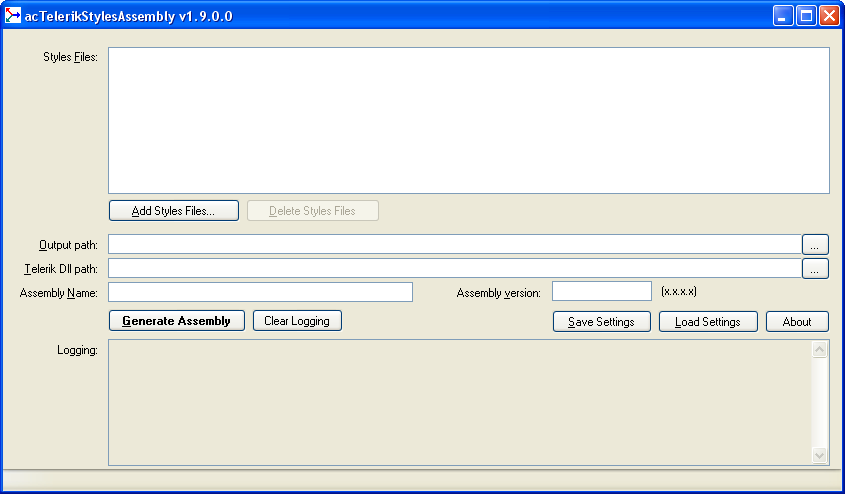 acTelerikStylesAssembly v1.9.0.0
Styles Files:
Add Styles Files... Delete Styles Files
Output path: ...
Telerik Dll path: ...
Assembly Name: Assembly version: (x.x.x.x)
Generate Assembly Clear Logging Save Settings Load Settings About
Logging: